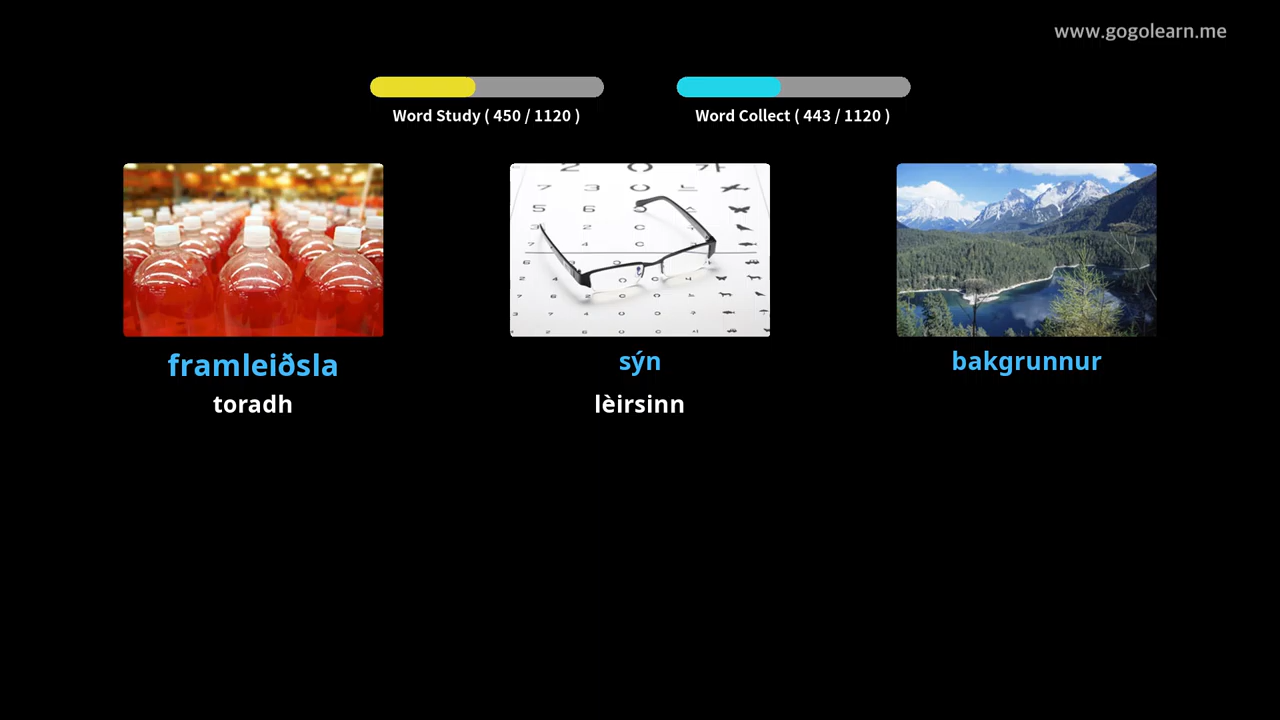 www.gogolearn.me
Word Study ( 450 / 1120 )
Word Collect ( 443 / 1120 )
framleiðsla
sýn
bakgrunnur
toradh
lèirsinn